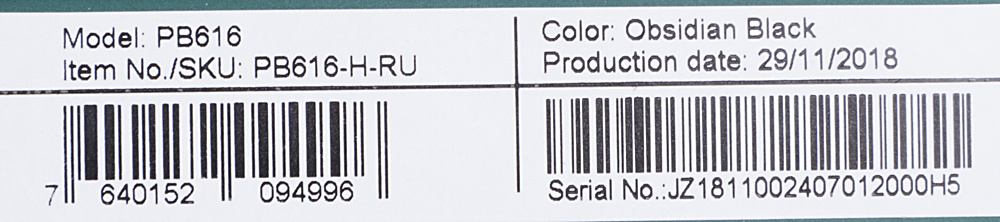 Model: PB616
Item No./SKU: PB616-H-RU
7 640152 094996
Color: Obsidian Black
Production date: 29/11/2018
Serial No.:JZ1811002407012000H5